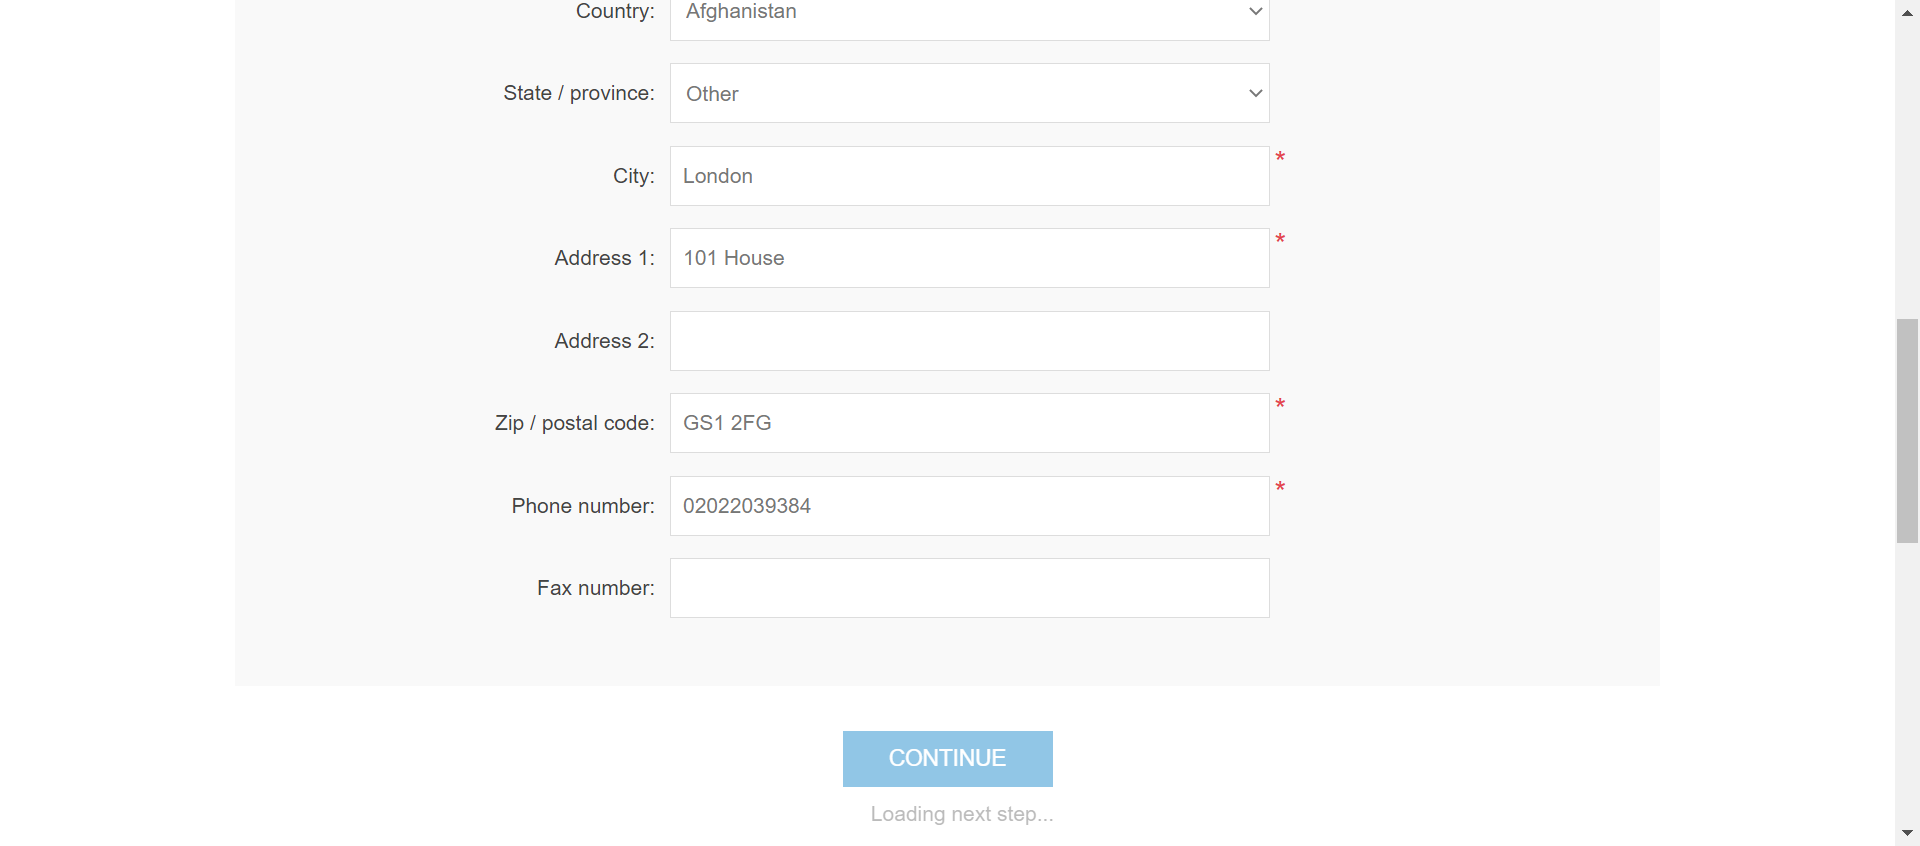 Country: Afghanistan
State / province: Other
City: London *
Address 1: 101 House *
Address 2:
Zip / postal code: GS1 2FG *
Phone number: 02022039384 *
Fax number:
CONTINUE
Loading next step...